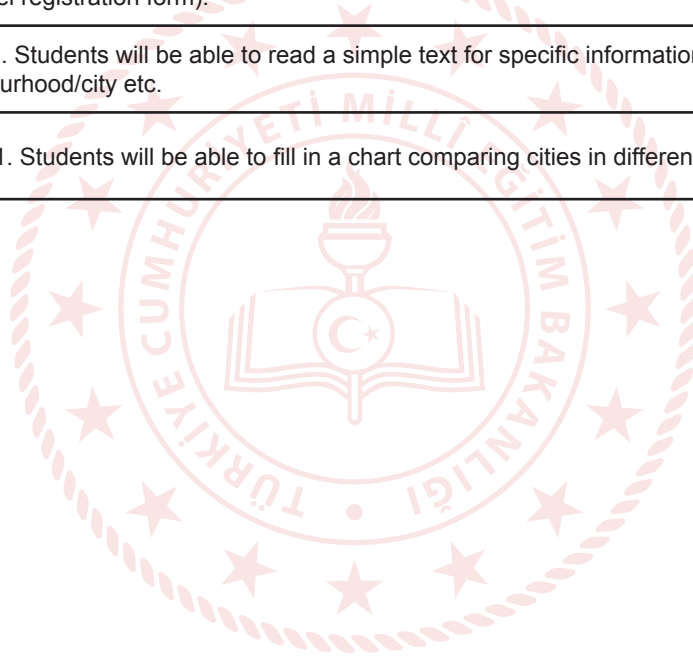 el registration form).
. Students will be able to read a simple text for specific information
urhood/city etc.
1. Students will be able to fill in a chart comparing cities in differen
TÜRKİYE CUMHURİYETİ MİLLÎ EĞİTİM BAKANLIĞI